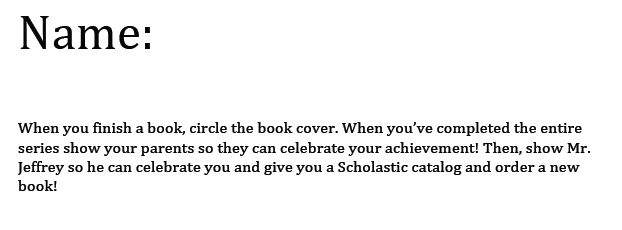 Name:
When you finish a book, circle the book cover. When you’ve completed the entire
series show your parents so they can celebrate your achievement! Then, show Mr.
Jeffrey so he can celebrate you and give you a Scholastic catalog and order a new
book!